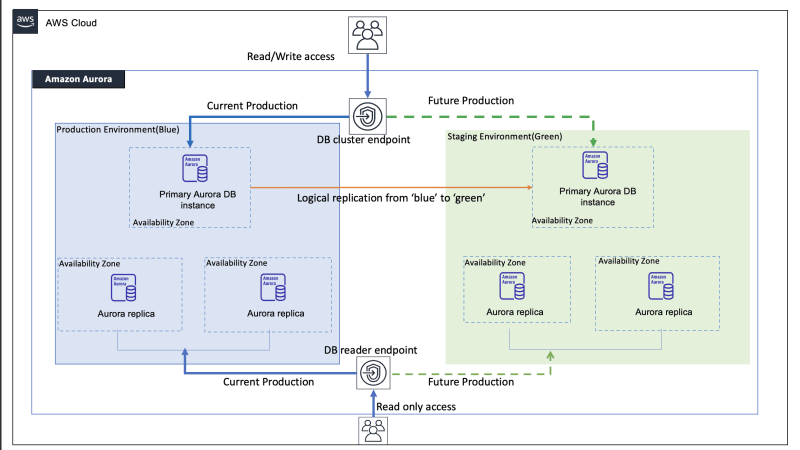 aws
AWS Cloud
Read/Write access
Amazon Aurora
Current Production
Future Production
DB cluster endpoint
Production Environment(Blue)
Staging Environment(Green)
Amazon
Aurora
Primary Aurora DB
instance
Availability Zone
Logical replication from ‘blue’ to ‘green’
Amazon
Aurora
Primary Aurora DB
instance
Availability Zone
Availability Zone
Amazon
Aurora
Aurora replica
Availability Zone
Amazon
Aurora
Aurora replica
Availability Zone
Amazon
Aurora
Aurora replica
Availability Zone
Amazon
Aurora
Aurora replica
DB reader endpoint
Current Production
Future Production
Read only access